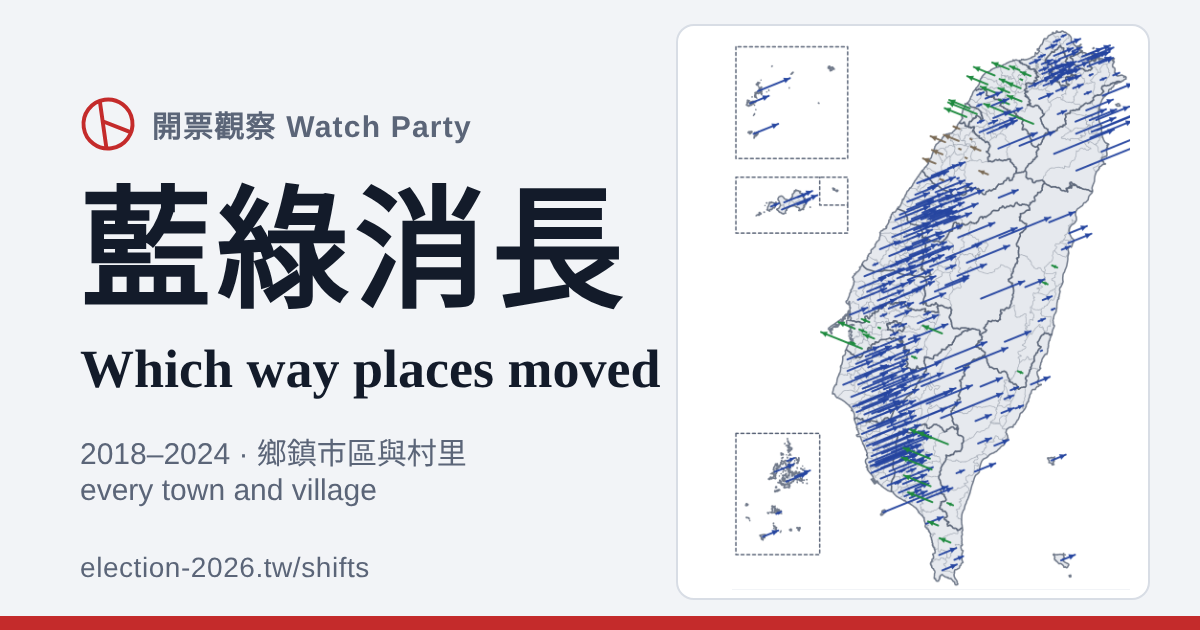 開票觀察 Watch Party
藍綠消長
Which way places moved
2018–2024 · 鄉鎮市區與村里
every town and village
election-2026.tw/shifts